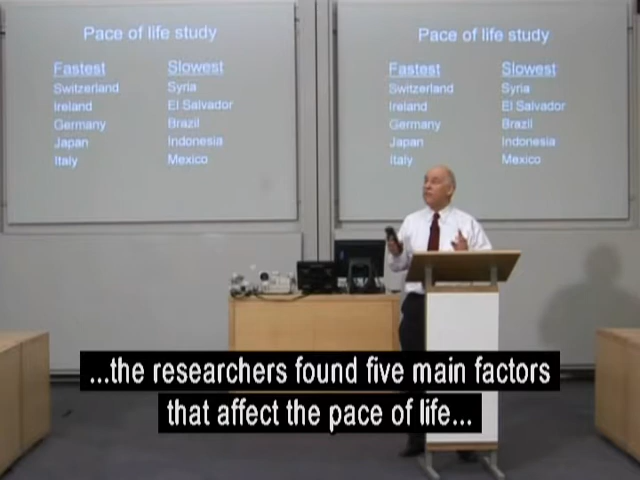 Pace of life study
Fastest Slowest
Switzerland Syria
Ireland El Salvador
Germany Brazil
Japan Indonesia
Italy Mexico
Pace of life study
Fastest Slowest
Switzerland Syria
Ireland El Salvador
Germany Brazil
Japan Indonesia
Italy Mexico
...the researchers found five main factors
that affect the pace of life...